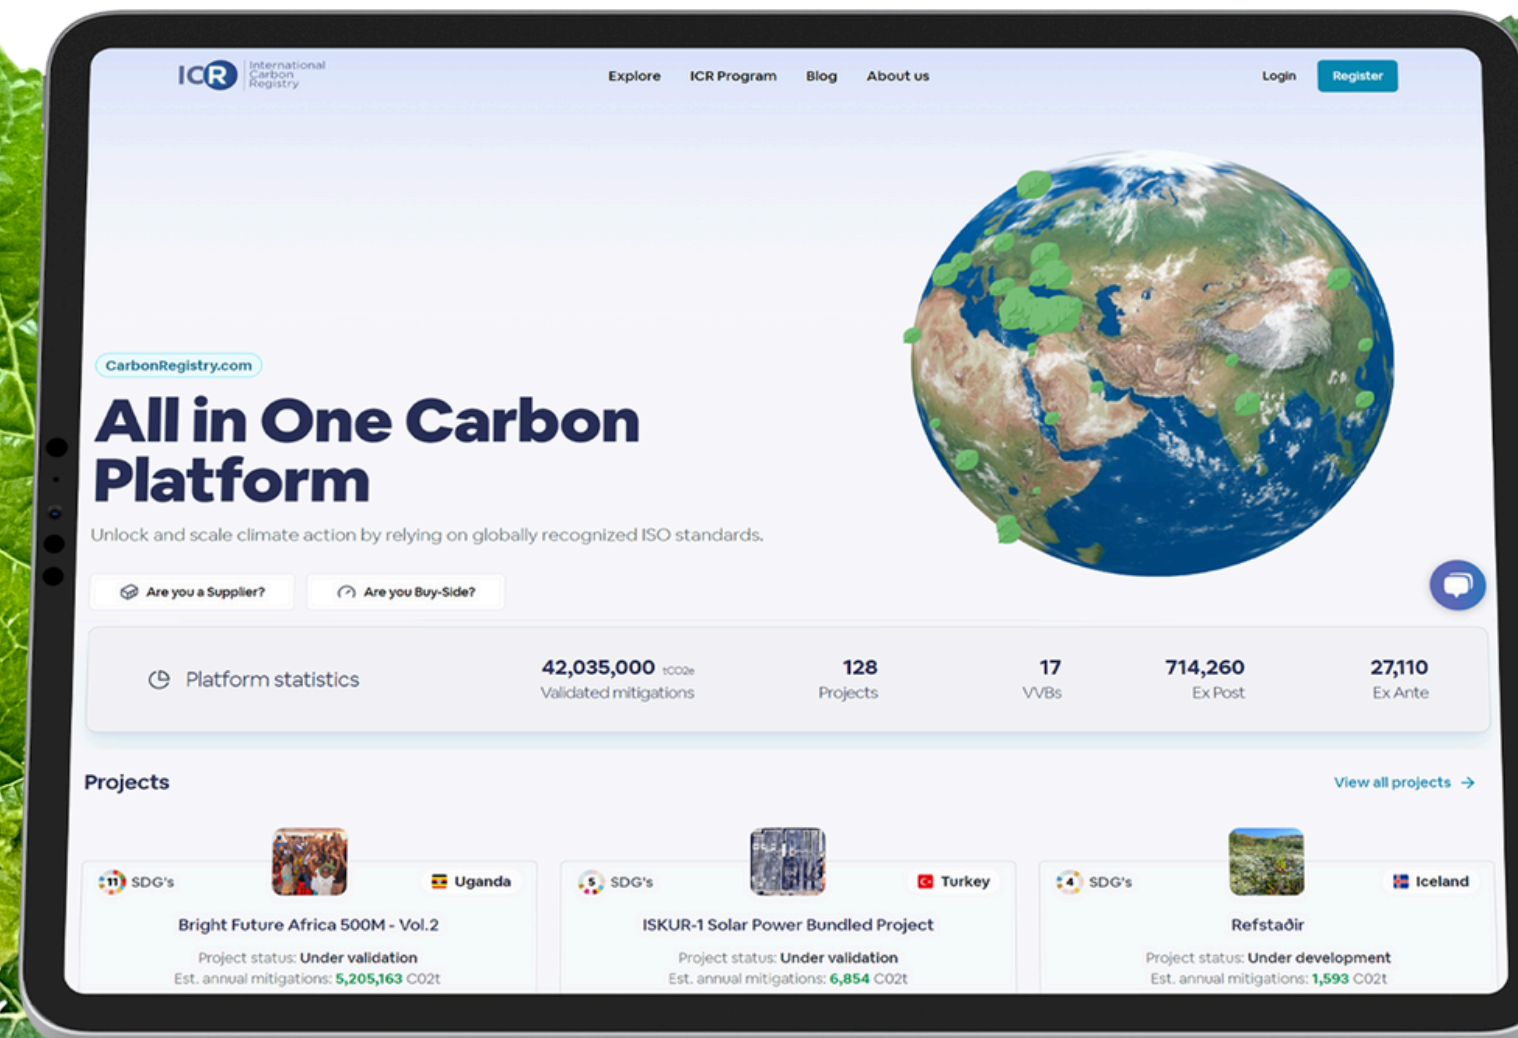 ICR International
Carbon
Registry
Explore ICR Program Blog About us
Login Register
CarbonRegistry.com
All in One Carbon
Platform
Unlock and scale climate action by relying on globally recognized ISO standards.
Are you a Supplier? Are you Buy-Side?
Platform statistics
42,035,000 tCO2e
Validated mitigations
128
Projects
17
VVBs
714,260
Ex Post
27,110
Ex Ante
Projects
View all projects →
11 SDG's Uganda
Bright Future Africa 500M - Vol.2
Project status: Under validation
Est. annual mitigations: 5,205,163 C02t
5 SDG's Turkey
ISKUR-1 Solar Power Bundled Project
Project status: Under validation
Est. annual mitigations: 6,854 C02t
4 SDG's Iceland
Refstaðir
Project status: Under development
Est. annual mitigations: 1,593 C02t